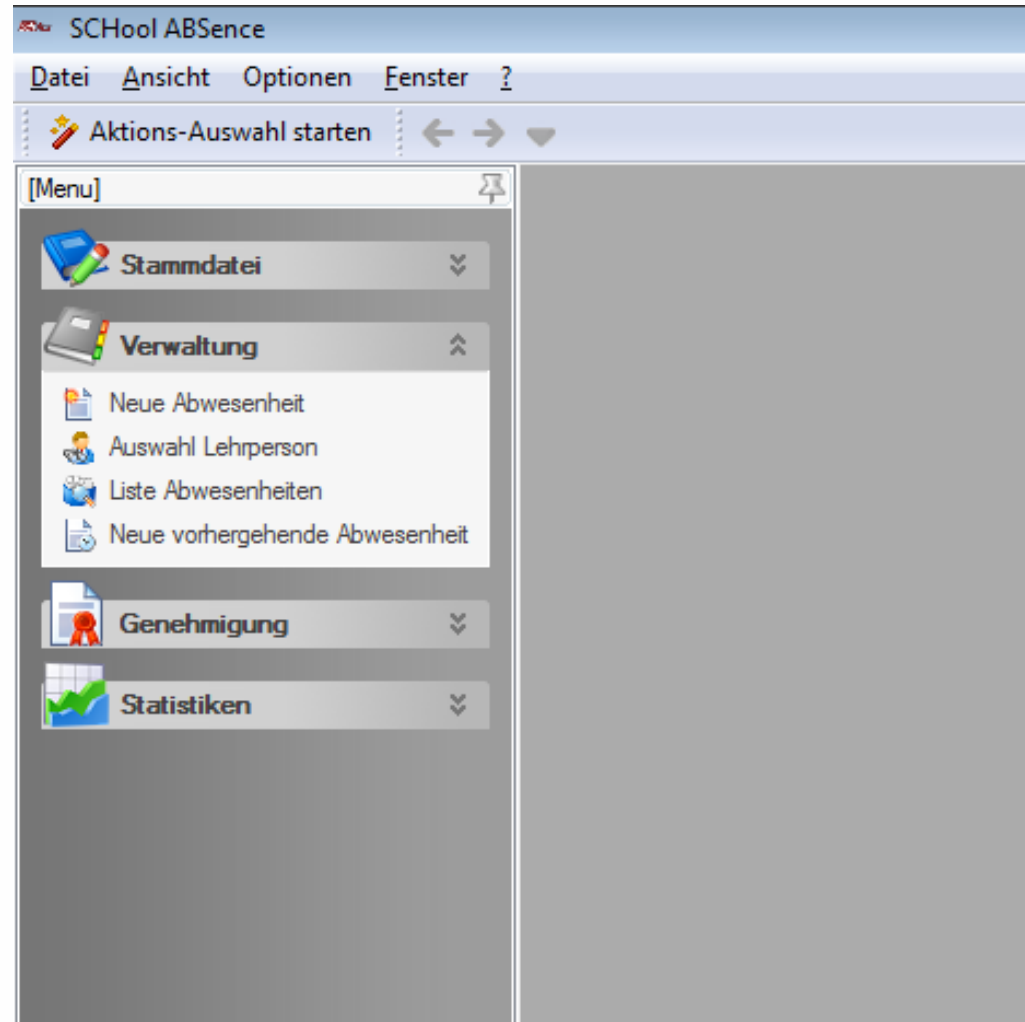 SCHool ABSence
Datei Ansicht Optionen Fenster ?
Aktions-Auswahl starten
[Menu]
Stammdatei
Verwaltung
Neue Abwesenheit
Auswahl Lehrperson
Liste Abwesenheiten
Neue vorhergehende Abwesenheit
Genehmigung
Statistiken